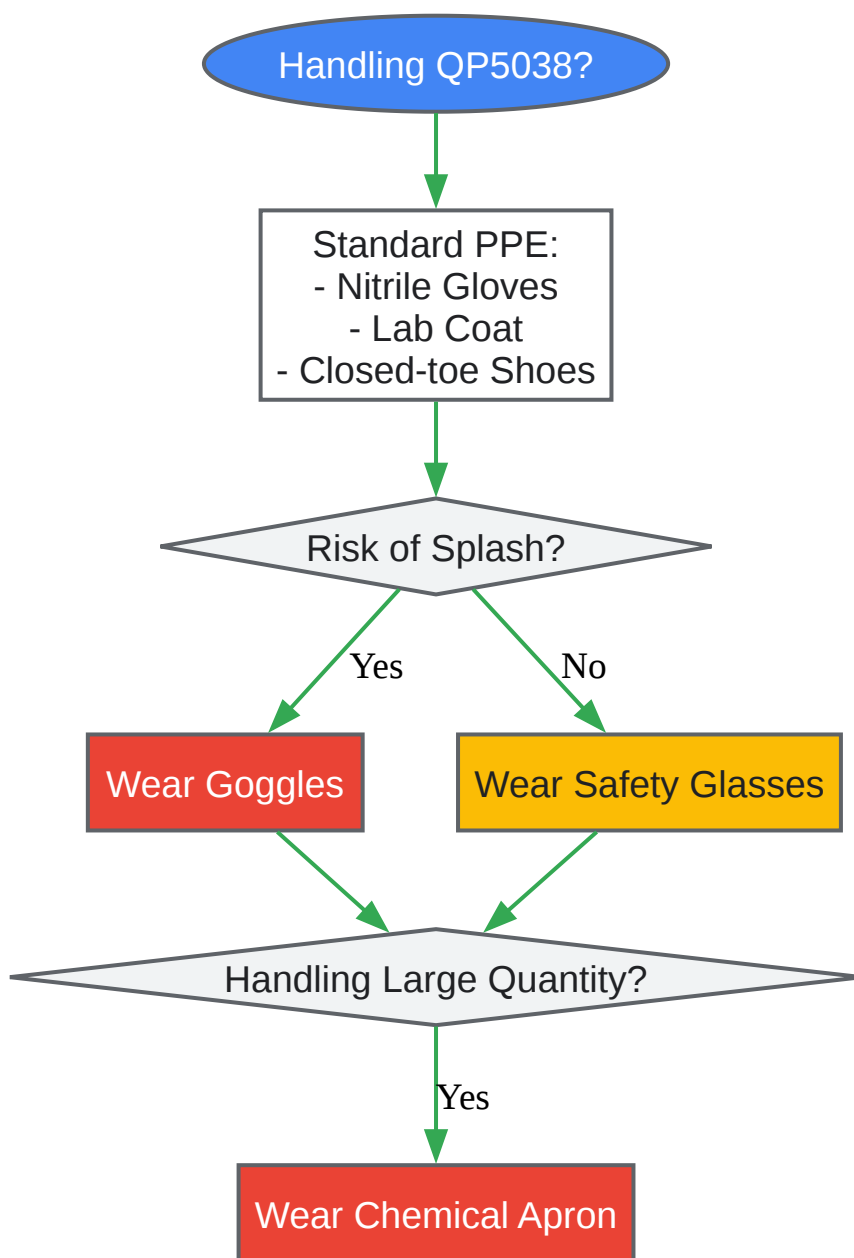 Handling QP5038?
Standard PPE:
- Nitrile Gloves
- Lab Coat
- Closed-toe Shoes
Risk of Splash?
Yes
No
Wear Goggles
Wear Safety Glasses
Handling Large Quantity?
Yes
Wear Chemical Apron